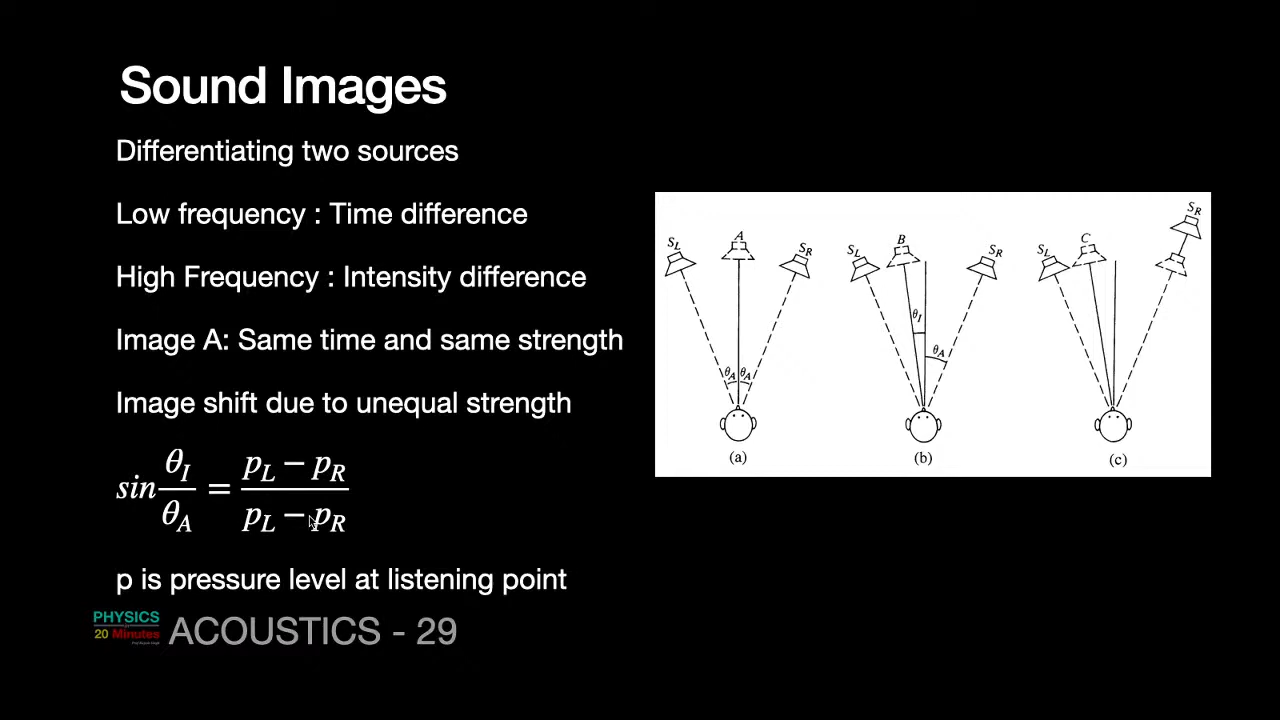 Sound Images
Differentiating two sources
Low frequency : Time difference
High Frequency : Intensity difference
Image A: Same time and same strength
Image shift due to unequal strength
sin θ_I / θ_A = p_L − p_R / p_L − p_R
p is pressure level at listening point
S_L
A
S_R
θ_A θ_A
(a)
S_L
B
S_R
θ_I
θ_A
(b)
S_L
C
S_R
(c)
PHYSICS
20 Minutes
ACOUSTICS - 29